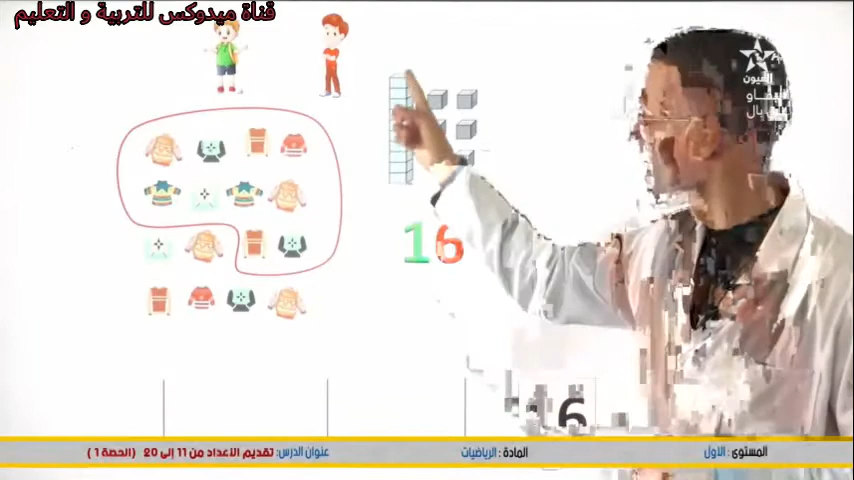 قناة ميدوكس للتربية و التعليم
العيون
16
16
المستوى : الأول
المادة : الرياضيات
عنوان الدرس: تقديم الأعداد من 11 إلى 20 (الحصة 1)